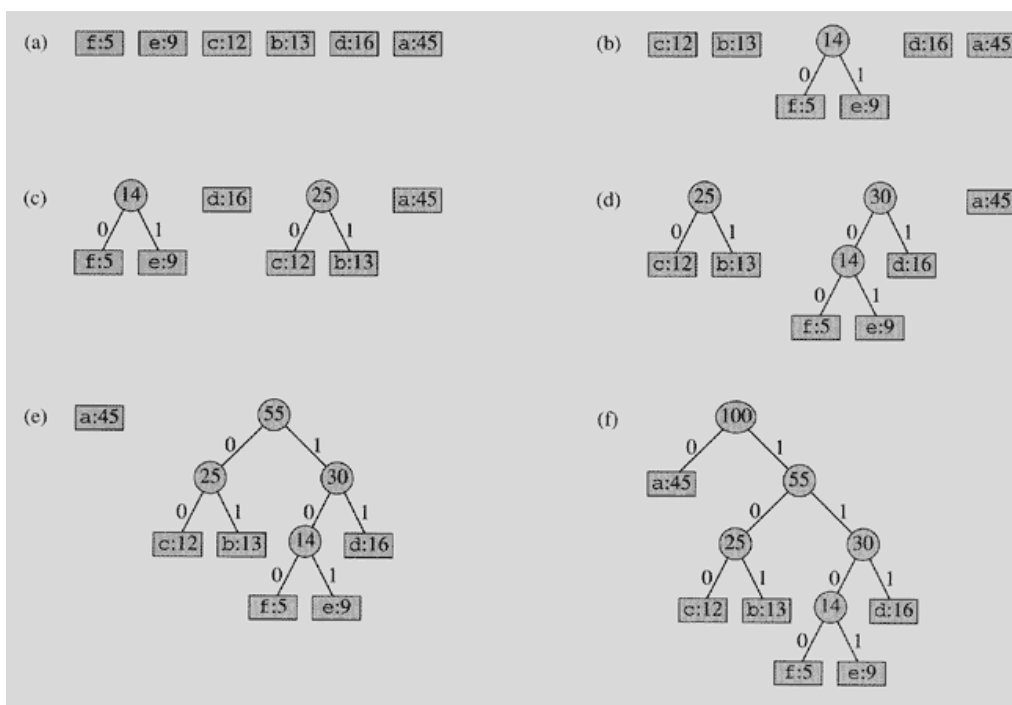 (a) f:5 e:9 c:12 b:13 d:16 a:45
(b) c:12 b:13 14 d:16 a:45
0 1
f:5 e:9
(c) 14 d:16 25 a:45
0 1 0 1
f:5 e:9 c:12 b:13
(d) 25 30 a:45
0 1 0 1
c:12 b:13 14 d:16
0 1
f:5 e:9
(e) a:45 55
0 1
25 30
0 1 0 1
c:12 b:13 14 d:16
0 1
f:5 e:9
(f) 100
0 1
a:45 55
0 1
25 30
0 1 0 1
c:12 b:13 14 d:16
0 1
f:5 e:9